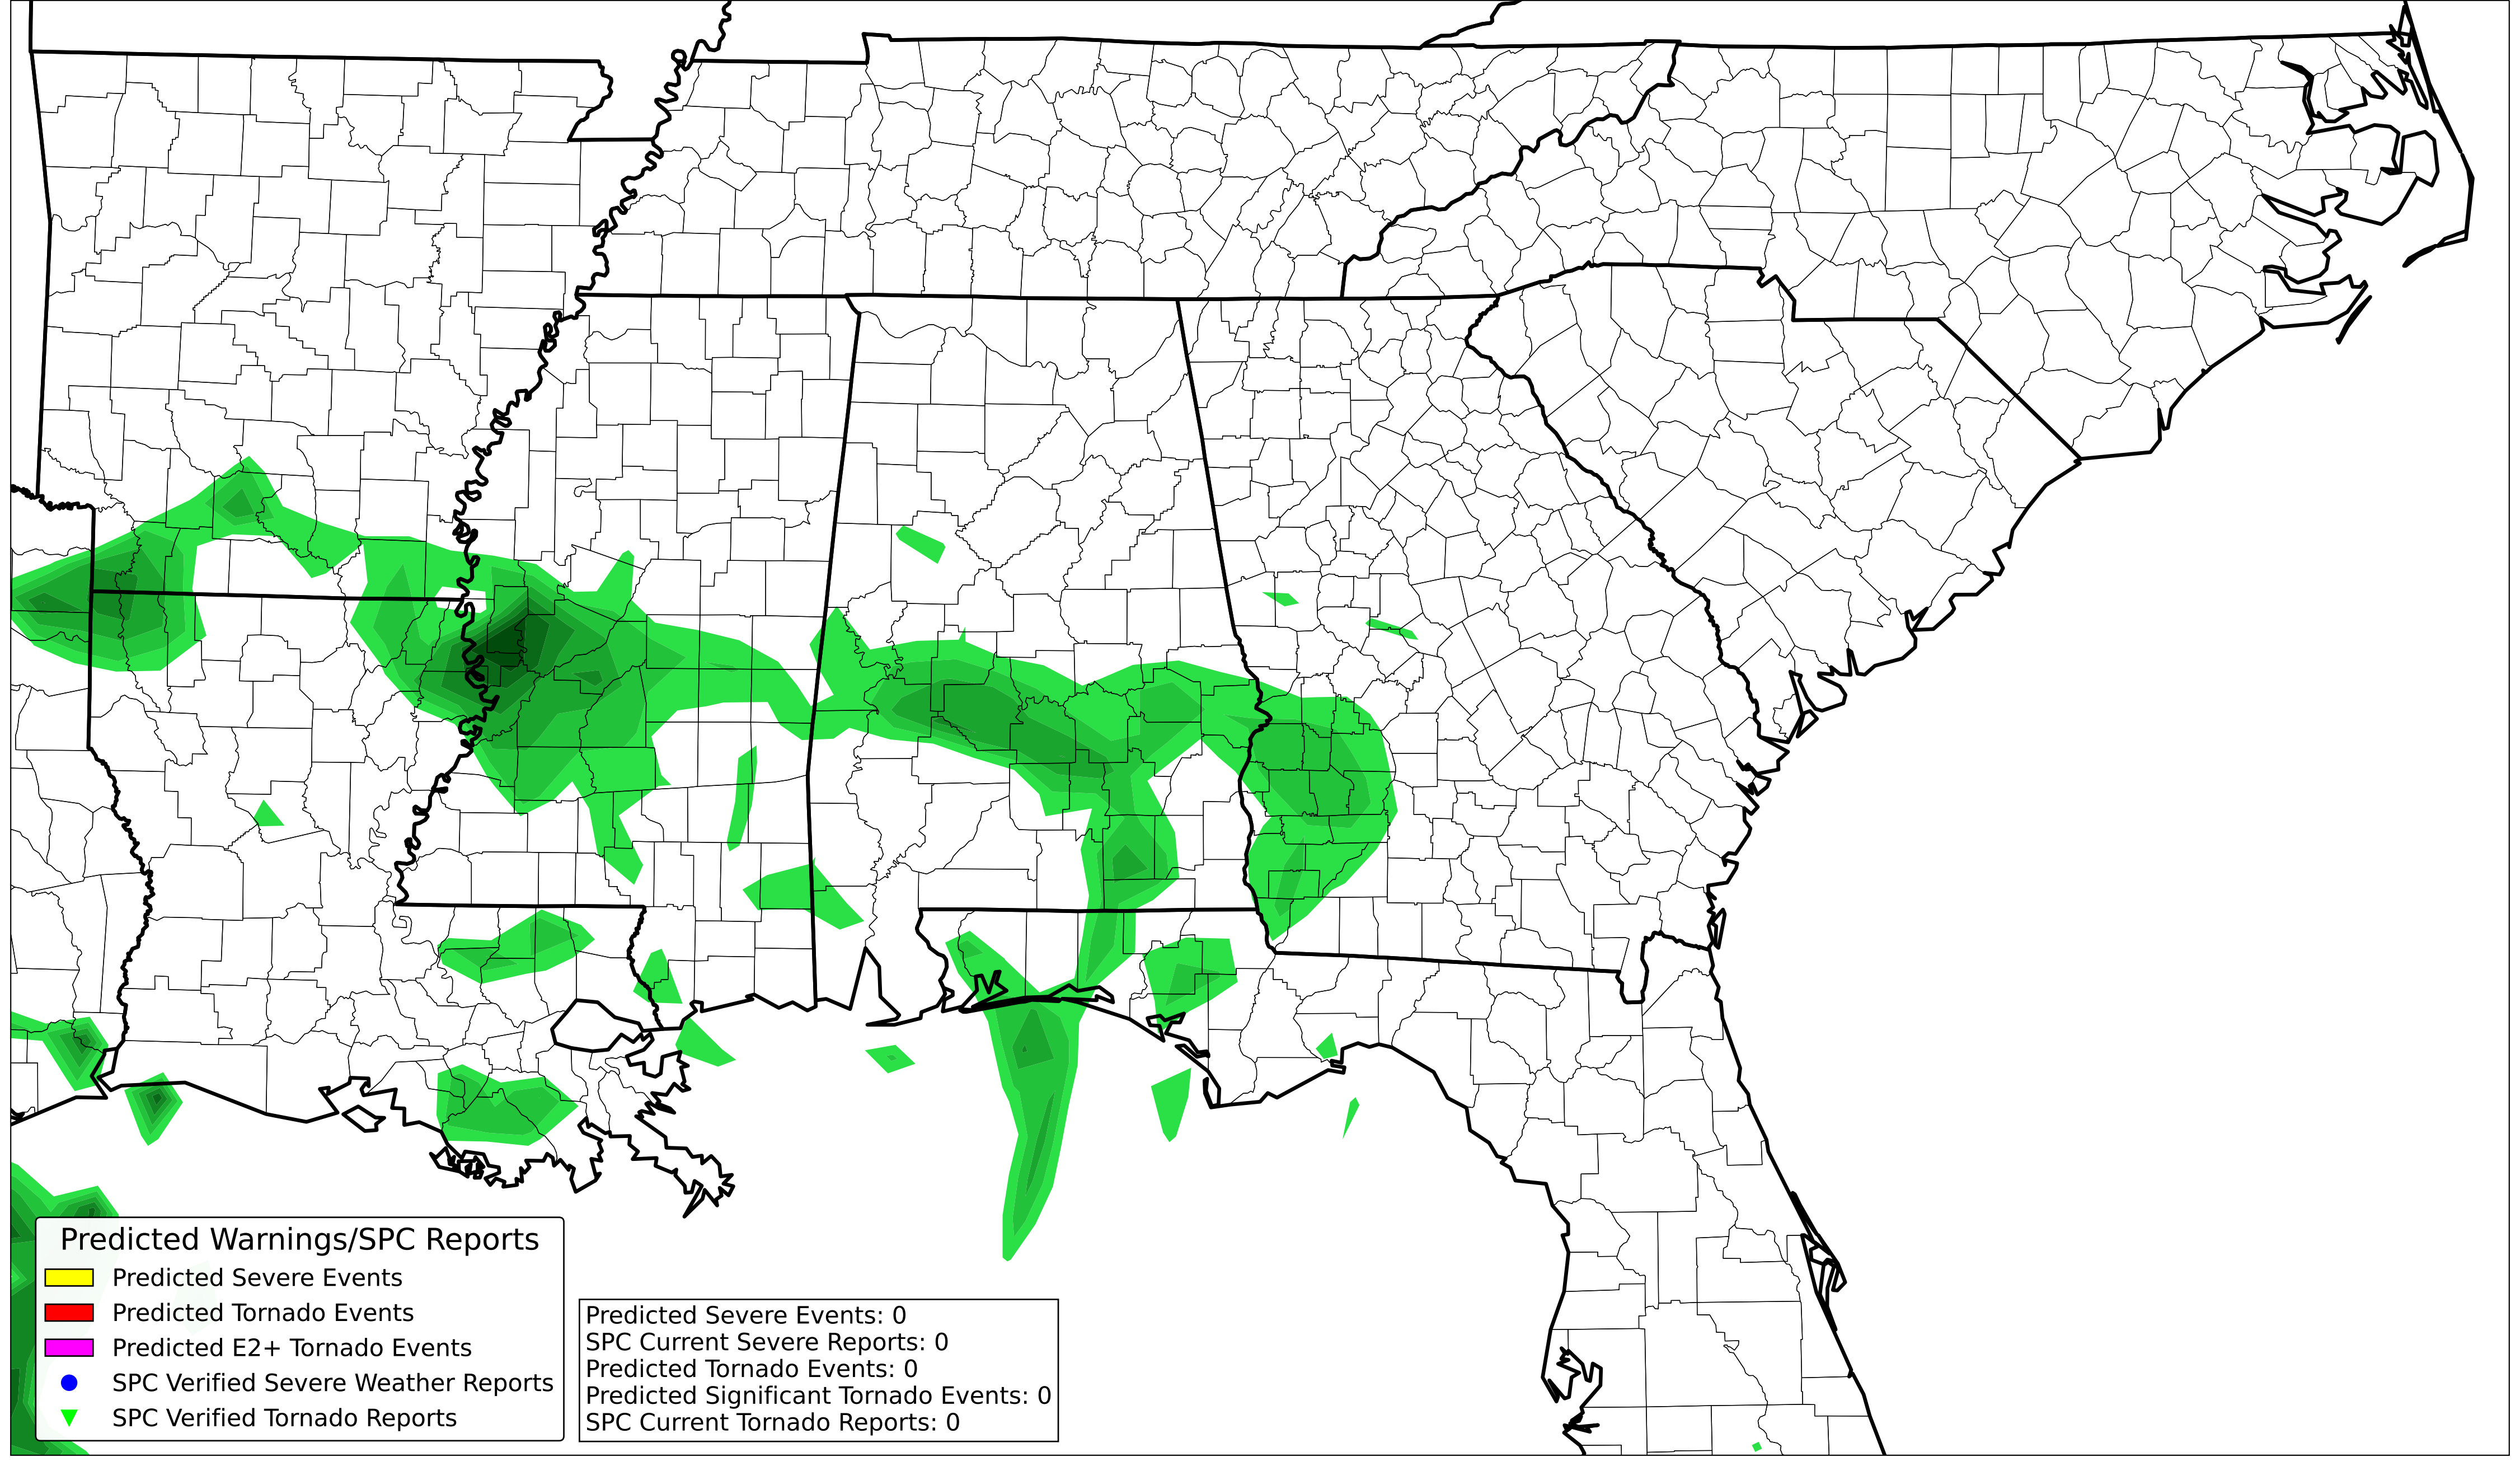 Predicted Warnings/SPC Reports
Predicted Severe Events
Predicted Tornado Events
Predicted E2+ Tornado Events
SPC Verified Severe Weather Reports
SPC Verified Tornado Reports
Predicted Severe Events: 0
SPC Current Severe Reports: 0
Predicted Tornado Events: 0
Predicted Significant Tornado Events: 0
SPC Current Tornado Reports: 0